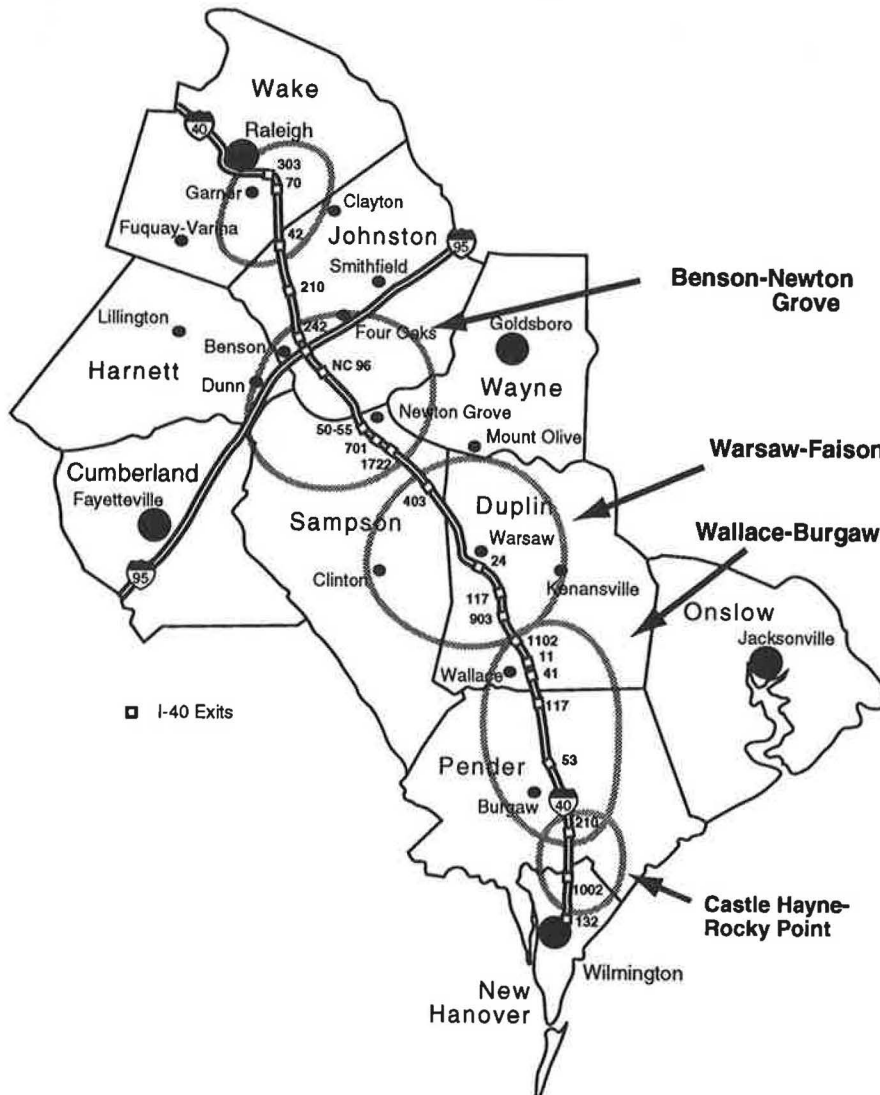 Wake
40
Raleigh
303
70
Garner
Clayton
Fuquay-Varina
42
Johnston
95
Smithfield
210
Benson-Newton
Grove
Lillington
242
Four Oaks
Goldsboro
Benson
Harnett
NC 96
Dunn
Wayne
Newton Grove
50-55
701
Mount Olive
1722
Warsaw-Faison
Cumberland
Fayetteville
403
Duplin
Sampson
Warsaw
Wallace-Burgaw
24
95
Clinton
Kenansville
117
903
Onslow
1102
Jacksonville
11
Wallace
41
I-40 Exits
117
53
Pender
Burgaw
40
210
1002
Castle Hayne-
Rocky Point
132
Wilmington
New
Hanover